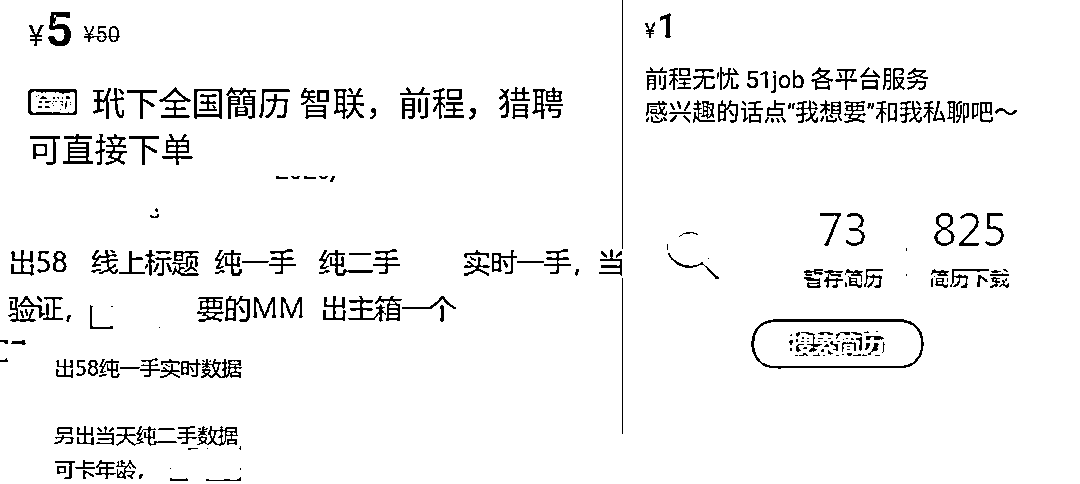 ¥5 ¥50
全新 玳下全国簡历 智联，前程，猎聘
可直接下单
出58 线上标题 纯一手 纯二手 实时一手，当
验证， 要的MM 出主箱一个
出58纯一手实时数据
另出当天纯二手数据
可卡年龄，
¥1
前程无忧 51job 各平台服务
感兴趣的话点“我想要”和我私聊吧～
73 825
暂存简历 简历下载
搜索简历